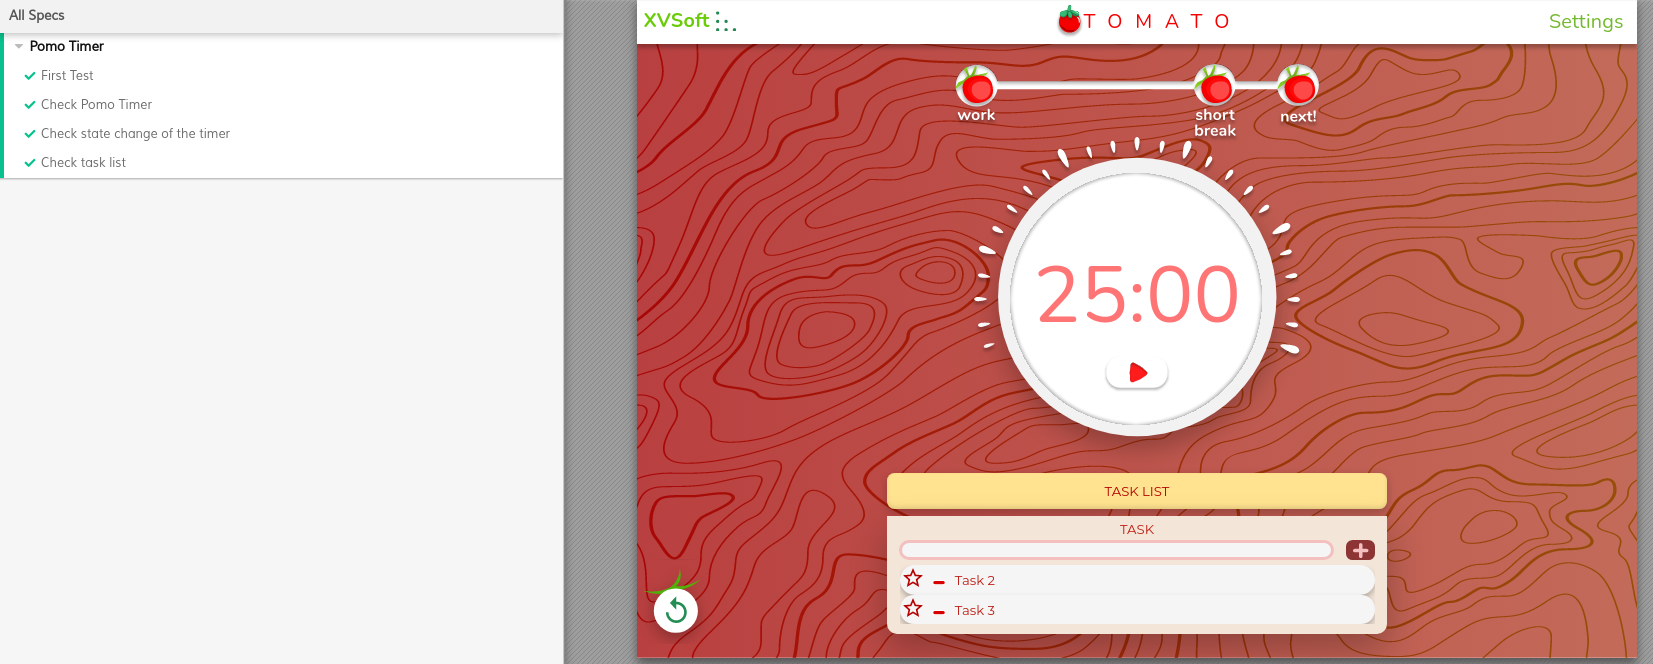 All Specs
Pomo Timer
First Test
Check Pomo Timer
Check state change of the timer
Check task list
XVSoft
TOMATO
Settings
work
short
break
next!
25:00
TASK LIST
TASK
Task 2
Task 3